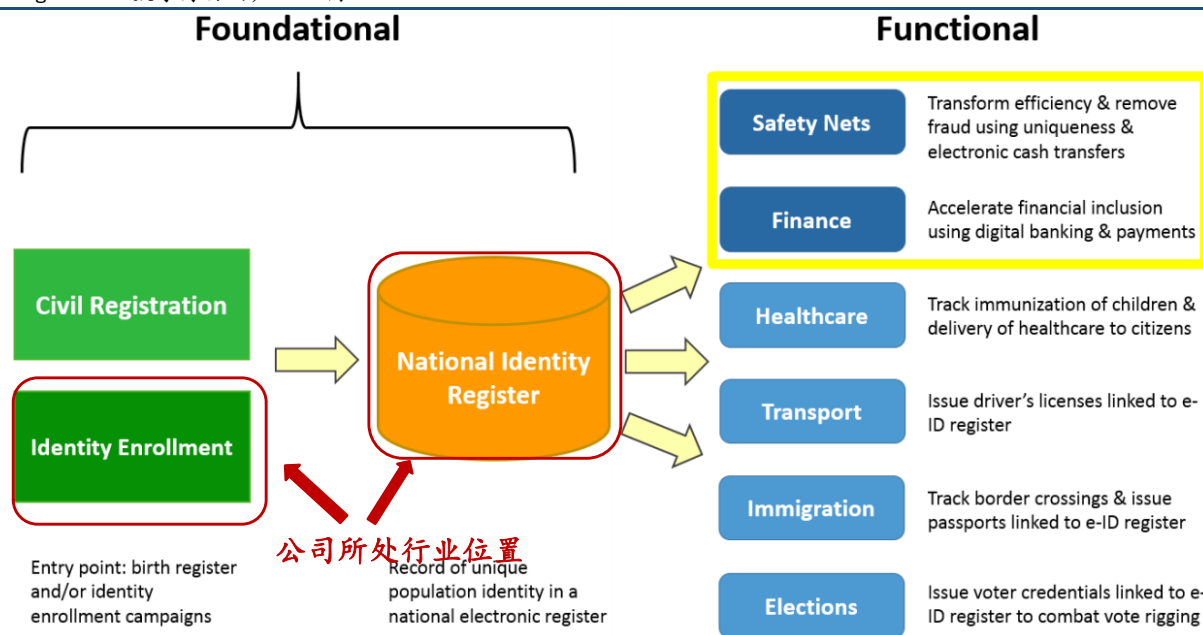 Foundational
Functional
Safety Nets
Transform efficiency & remove
fraud using uniqueness &
electronic cash transfers
Finance
Accelerate financial inclusion
using digital banking & payments
Civil Registration
National Identity
Register
Healthcare
Track immunization of children &
delivery of healthcare to citizens
Identity Enrollment
Transport
Issue driver's licenses linked to e-
ID register
Immigration
Track border crossings & issue
passports linked to e-ID register
公司所处行业位置
Entry point: birth register
and/or identity
enrollment campaigns
Record of unique
population identity in a
national electronic register
Elections
Issue voter credentials linked to e-
ID register to combat vote rigging